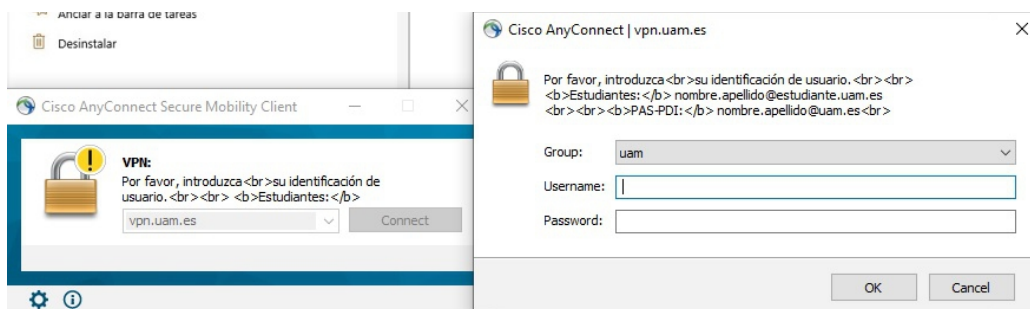 Anclar a la barra de tareas
Desinstalar
Cisco AnyConnect Secure Mobility Client
VPN:
Por favor, introduzca<br>su identificación de
usuario.<br><br> <b>Estudiantes:</b>
vpn.uam.es
Connect
Cisco AnyConnect | vpn.uam.es
Por favor, introduzca<br>su identificación de usuario.<br><br>
<b>Estudiantes:</b> nombre.apellido@estudiante.uam.es
<br><br><b>PAS-PDI:</b> nombre.apellido@uam.es<br>
Group:
uam
Username:
Password:
OK
Cancel